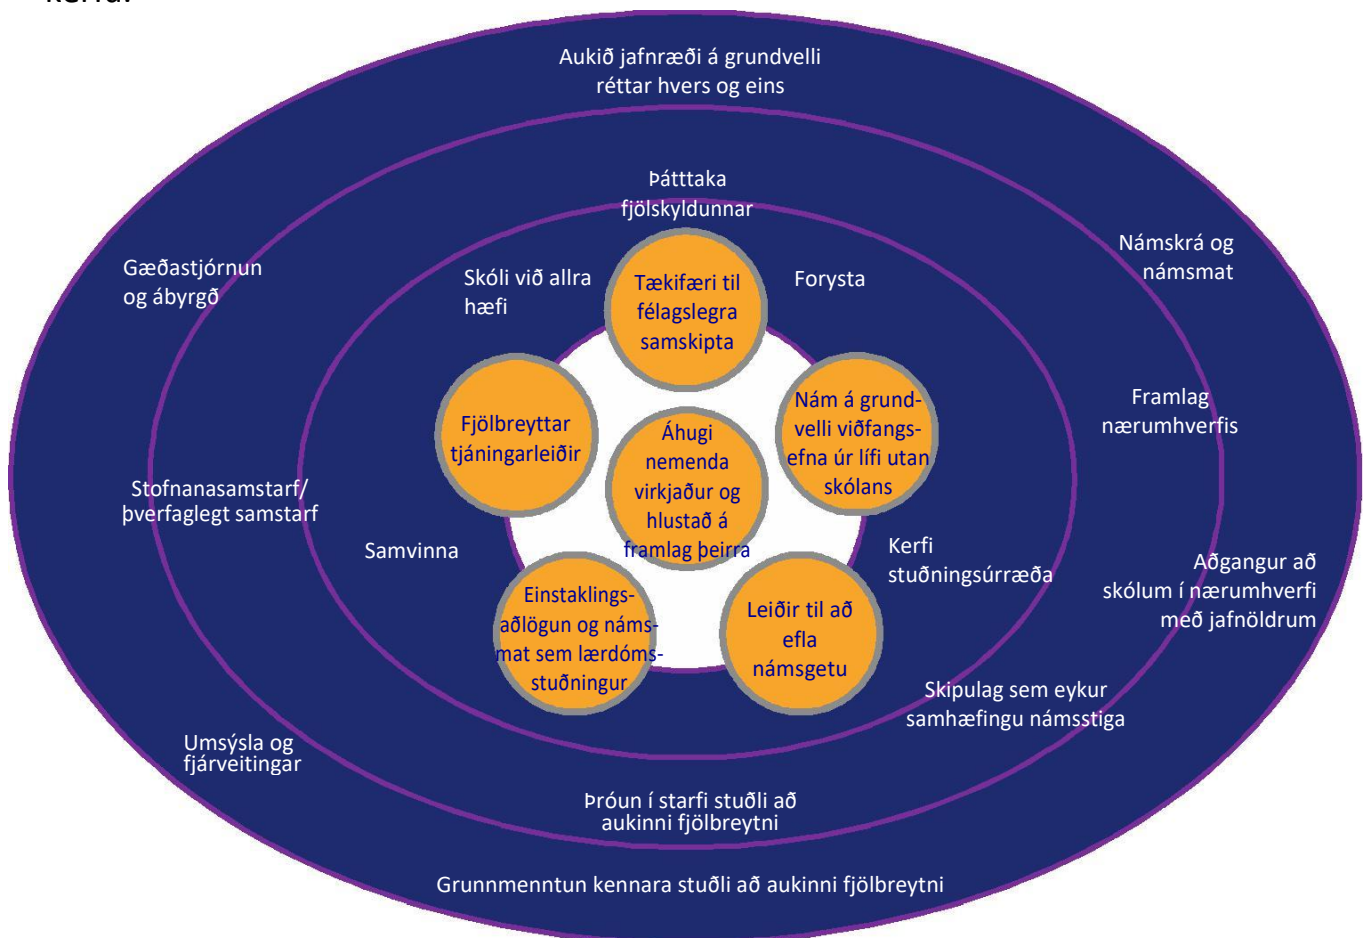 Aukið jafnræði á grundvelli
réttar hvers og eins
Þátttaka
fjölskyldunnar
Námskrá og
námsmat
Gæðastjórnun
og ábyrgð
Skóli við allra
hæfi
Tækifæri til
félagslegra
samskipta
Forysta
Fjölbreyttar
tjáningarleiðir
Áhugi
nemenda
virkjaður og
hlustað á
framlag þeirra
Nám á grund-
velli viðfangs-
efna úr lífi utan
skólans
Framlag
nærumhverfis
Stofnanasamstarf/
þverfaglegt samstarf
Samvinna
Kerfi
stuðningsúrræða
Aðgangur að
skólum í nærumhverfi
með jafnöldrum
Einstaklings-
aðlögun og náms-
mat sem lærdóms-
stuðningur
Leiðir til að
efla
námsgetu
Skipulag sem eykur
samhæfingu námsstiga
Umsýsla og
fjárveitingar
Þróun í starfi stuðli að
aukinni fjölbreytni
Grunnmenntun kennara stuðli að aukinni fjölbreytni